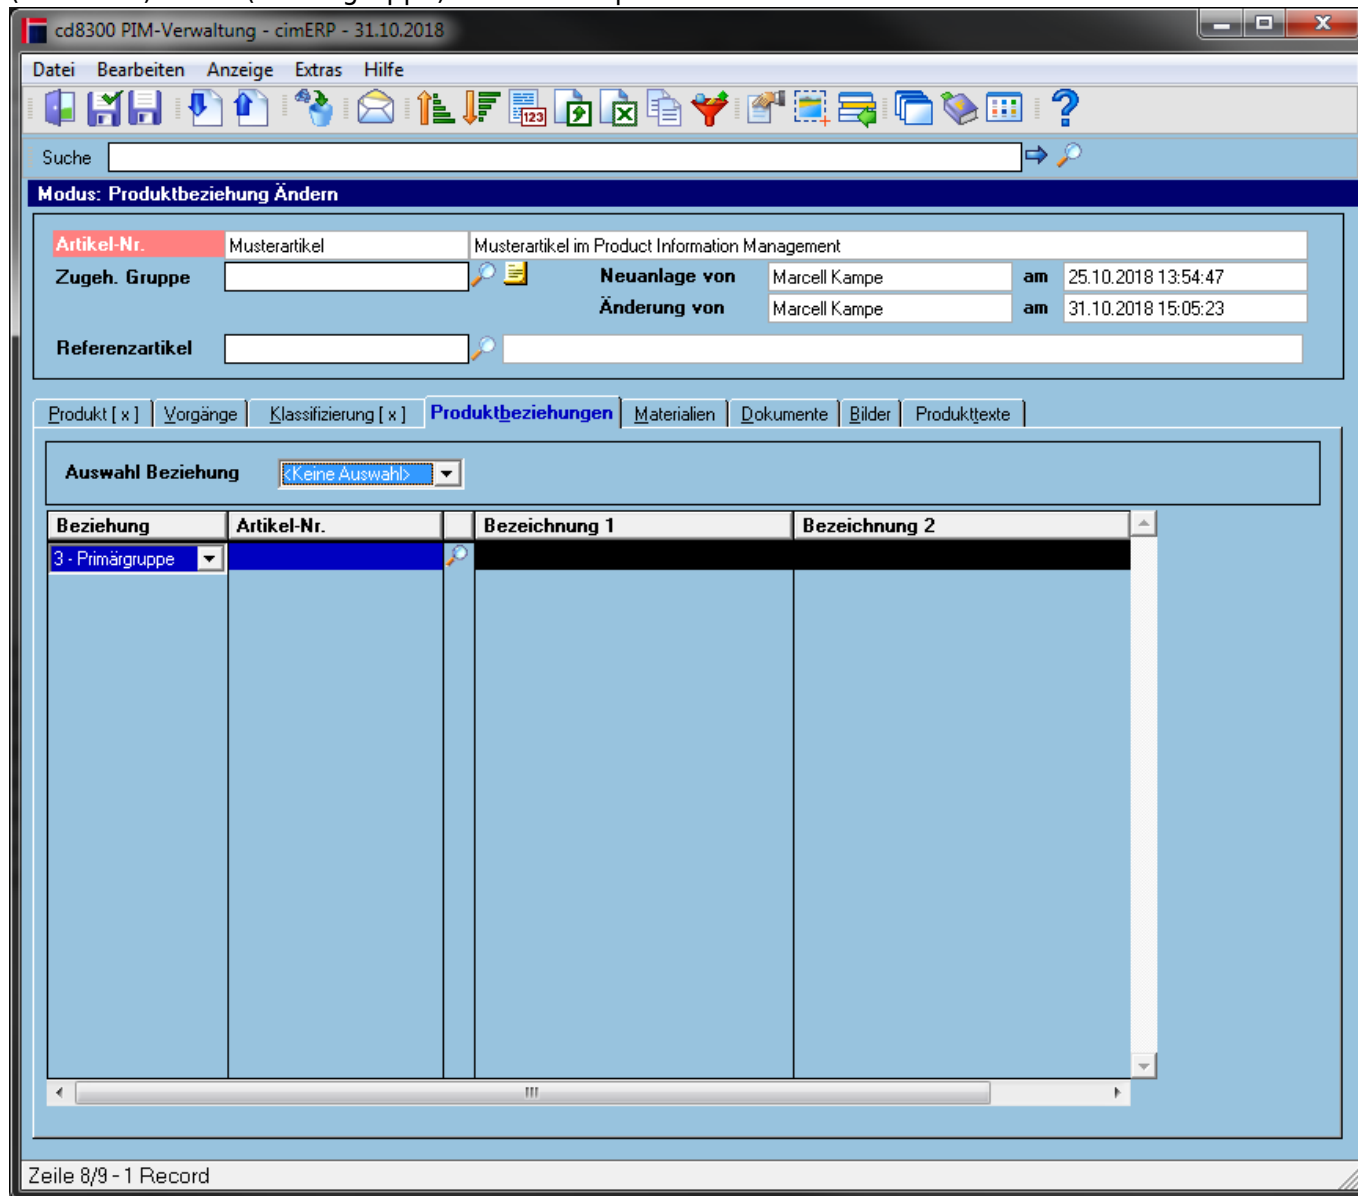 cd8300 PIM-Verwaltung - cimERP - 31.10.2018
Datei Bearbeiten Anzeige Extras Hilfe
123
Suche
Modus: Produktbeziehung Ändern
Artikel-Nr. Musterartikel Musterartikel im Product Information Management
Zugeh. Gruppe Neuanlage von Marcell Kampe am 25.10.2018 13:54:47
Änderung von Marcell Kampe am 31.10.2018 15:05:23
Referenzartikel
Produkt [ x ] Vorgänge Klassifizierung [ x ] Produktbeziehungen Materialien Dokumente Bilder Produkttexte
Auswahl Beziehung <Keine Auswahl>
Beziehung Artikel-Nr. Bezeichnung 1 Bezeichnung 2
3 - Primärgruppe
Zeile 8/9 - 1 Record